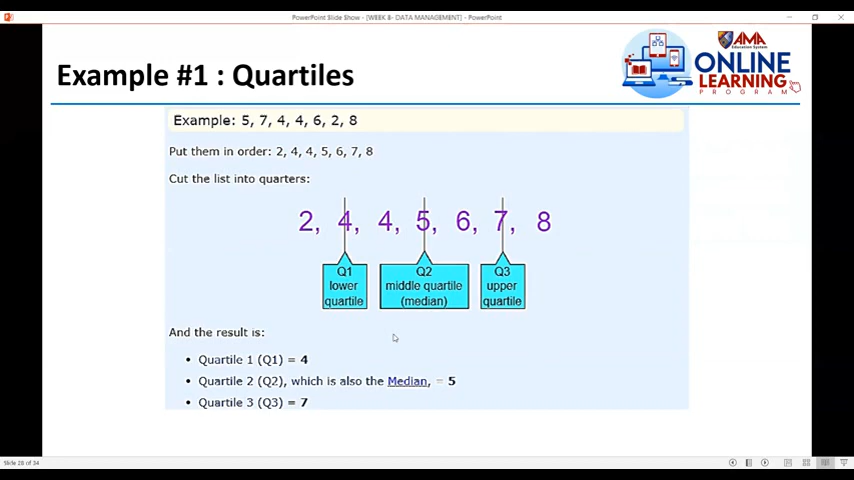 PowerPoint Slide Show - [WEEK 8- DATA MANAGEMENT] - PowerPoint
Example #1 : Quartiles
AMA
Education System
ONLINE
LEARNING
PROGRAM
Example: 5, 7, 4, 4, 6, 2, 8
Put them in order: 2, 4, 4, 5, 6, 7, 8
Cut the list into quarters:
2, 4, 4, 5, 6, 7, 8
Q1 lower quartile
Q2 middle quartile (median)
Q3 upper quartile
And the result is:
• Quartile 1 (Q1) = 4
• Quartile 2 (Q2), which is also the Median, = 5
• Quartile 3 (Q3) = 7